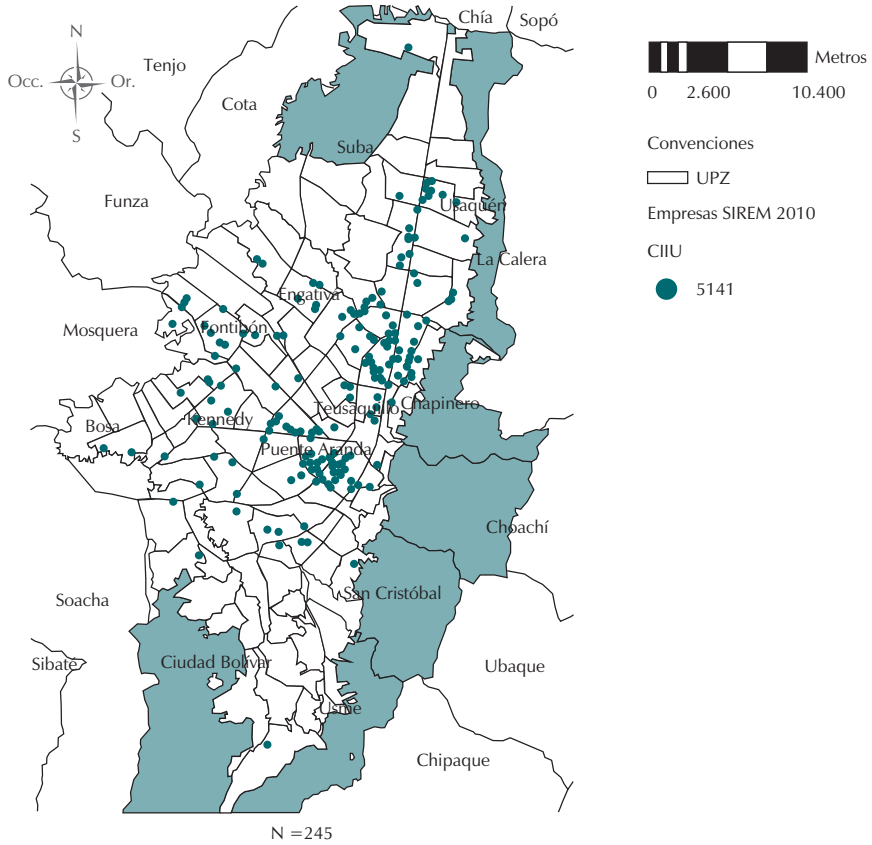 Chía
Sopó
N
Tenjo
Metros
Occ.
Or.
0
2.600
10.400
Cota
S
Convenciones
Suba
UPZ
Funza
Usaquén
Empresas SIREM 2010
CIIU
La Calera
5141
Engativá
Mosquera
Fontibón
Teusaquillo
Chapinero
Bosa
Kennedy
Puente Aranda
Choachí
San Cristóbal
Soacha
Sibaté
Ciudad Bolívar
Ubaque
Usme
Chipaque
N =245